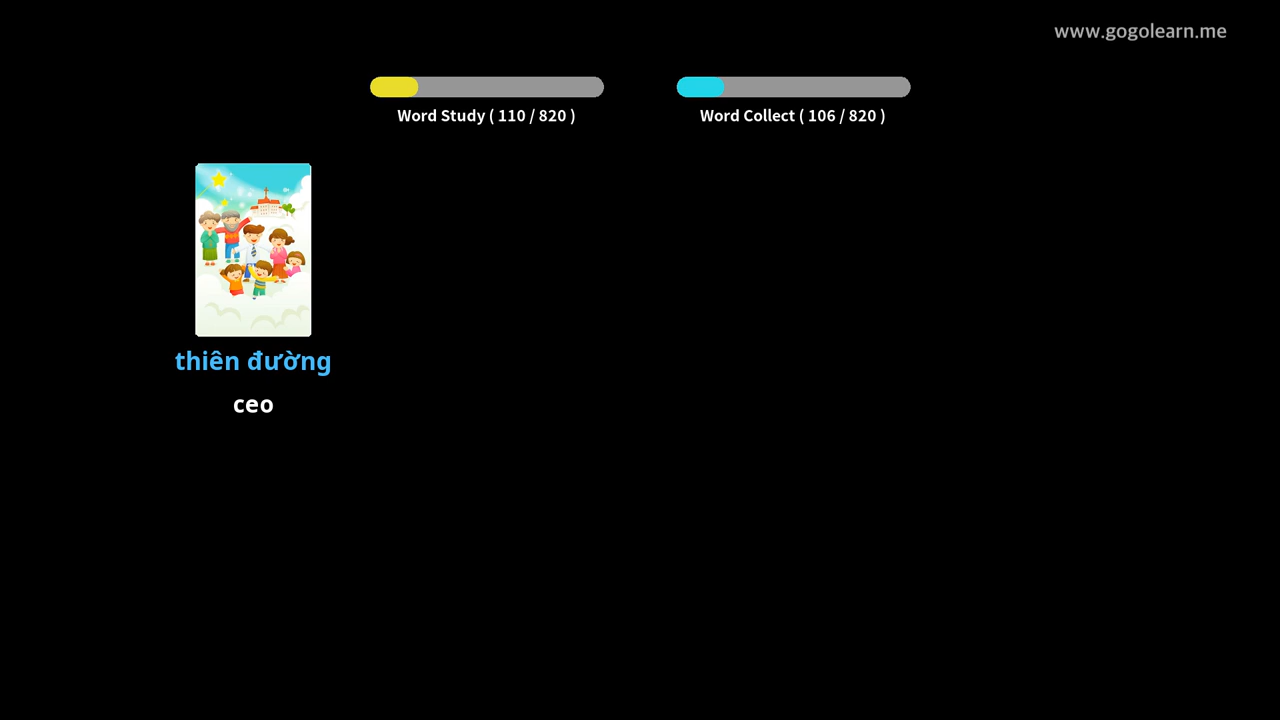 www.gogolearn.me
Word Study ( 110 / 820 )
Word Collect ( 106 / 820 )
thiên đường
ceo